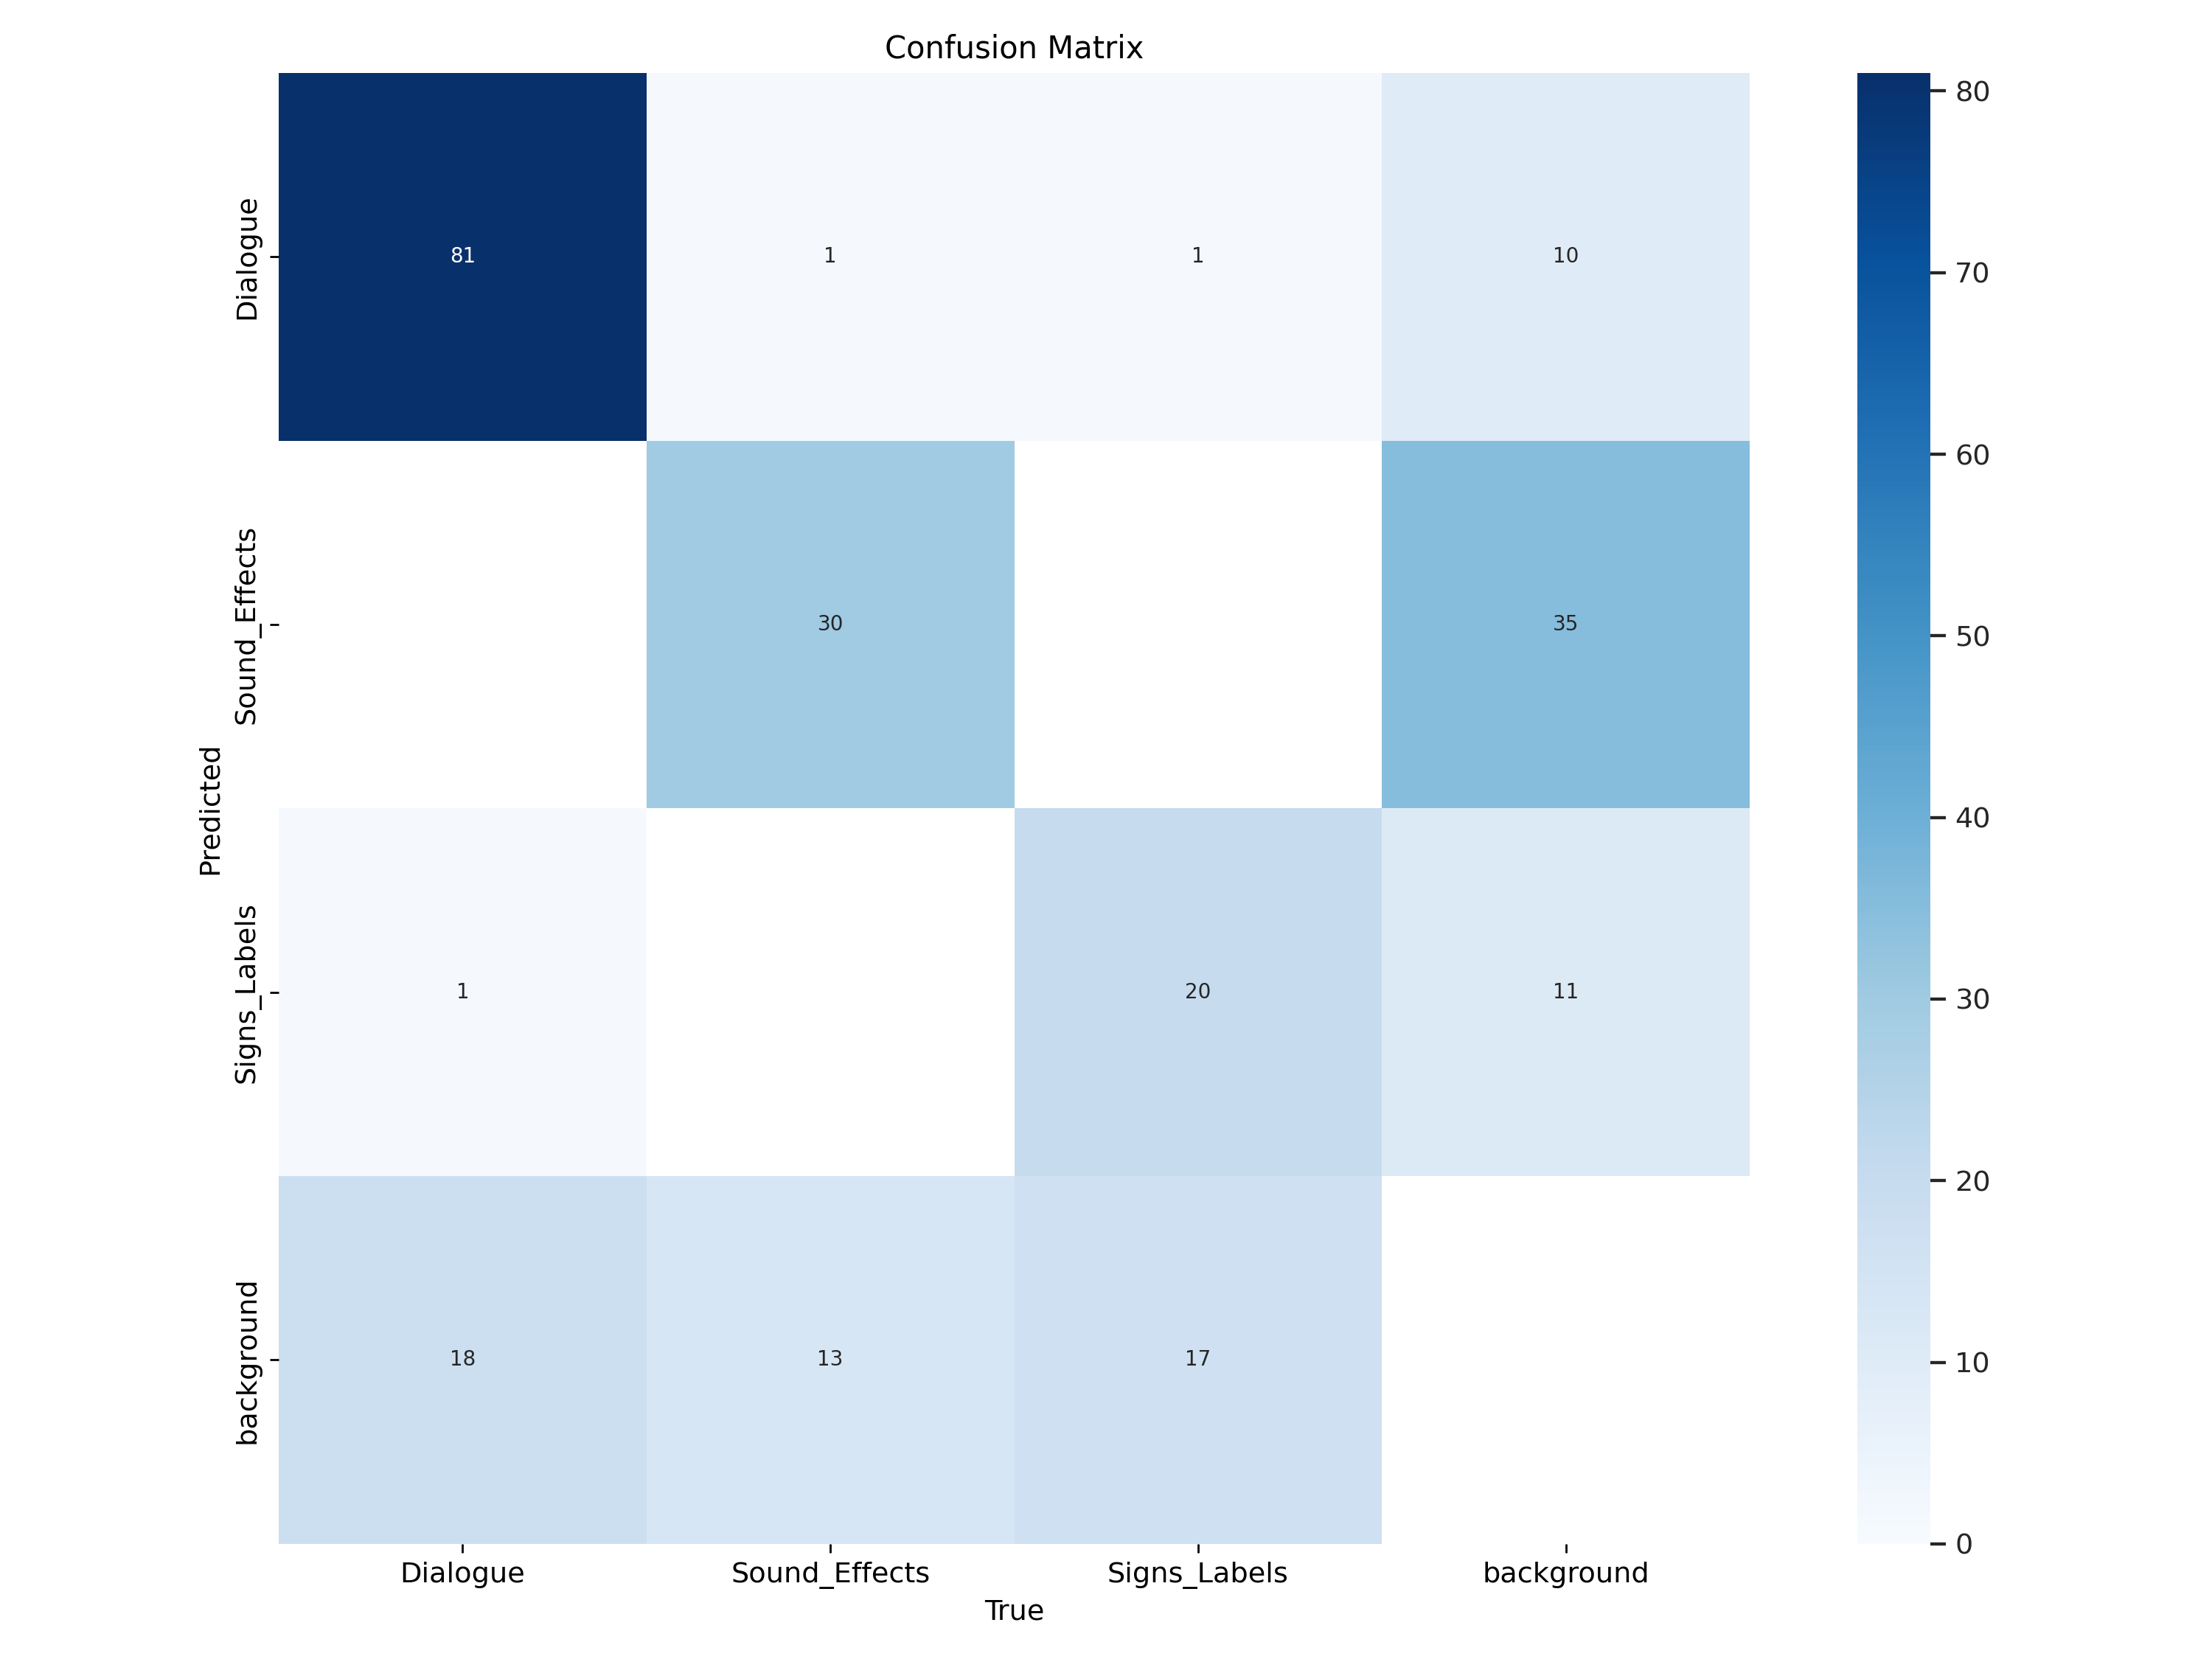 Confusion Matrix
Dialogue
81
1
1
10
Sound_Effects
30
35
Signs_Labels
1
20
11
background
18
13
17
Predicted
Dialogue
Sound_Effects
Signs_Labels
background
True
80
70
60
50
40
30
20
10
0